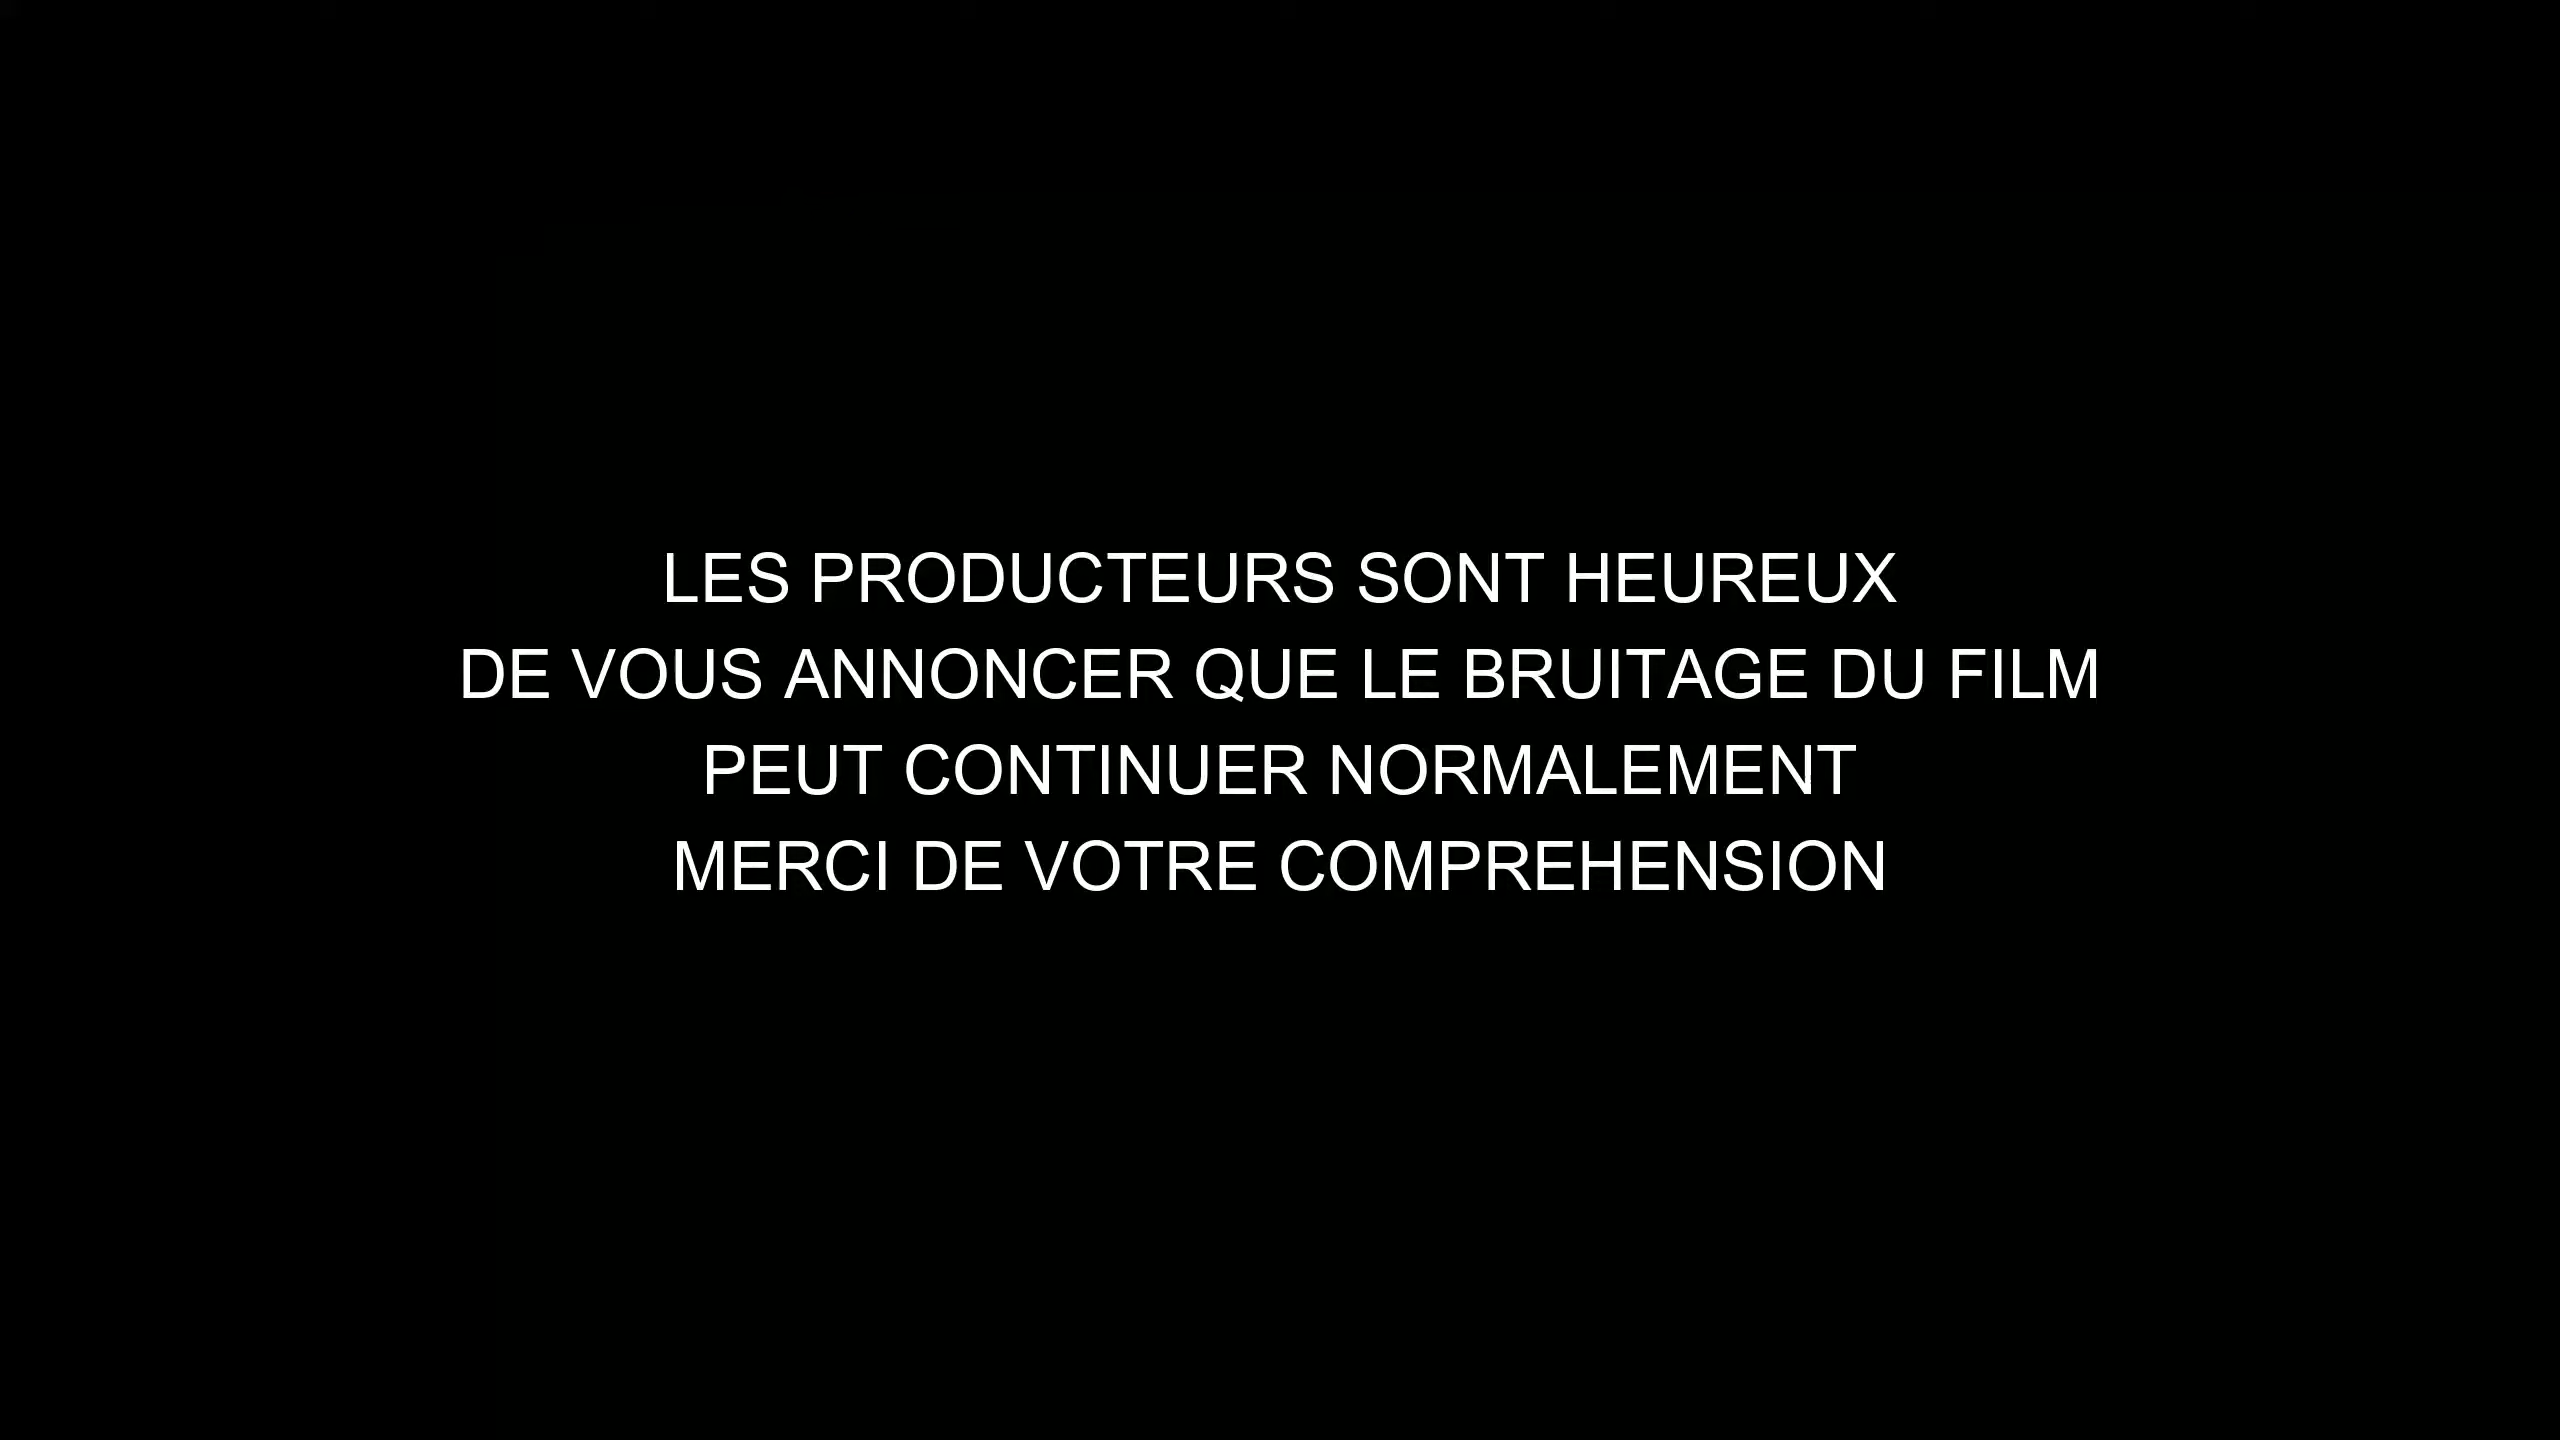 LES PRODUCTEURS SONT HEUREUX
DE VOUS ANNONCER QUE LE BRUITAGE DU FILM
PEUT CONTINUER NORMALEMENT
MERCI DE VOTRE COMPREHENSION